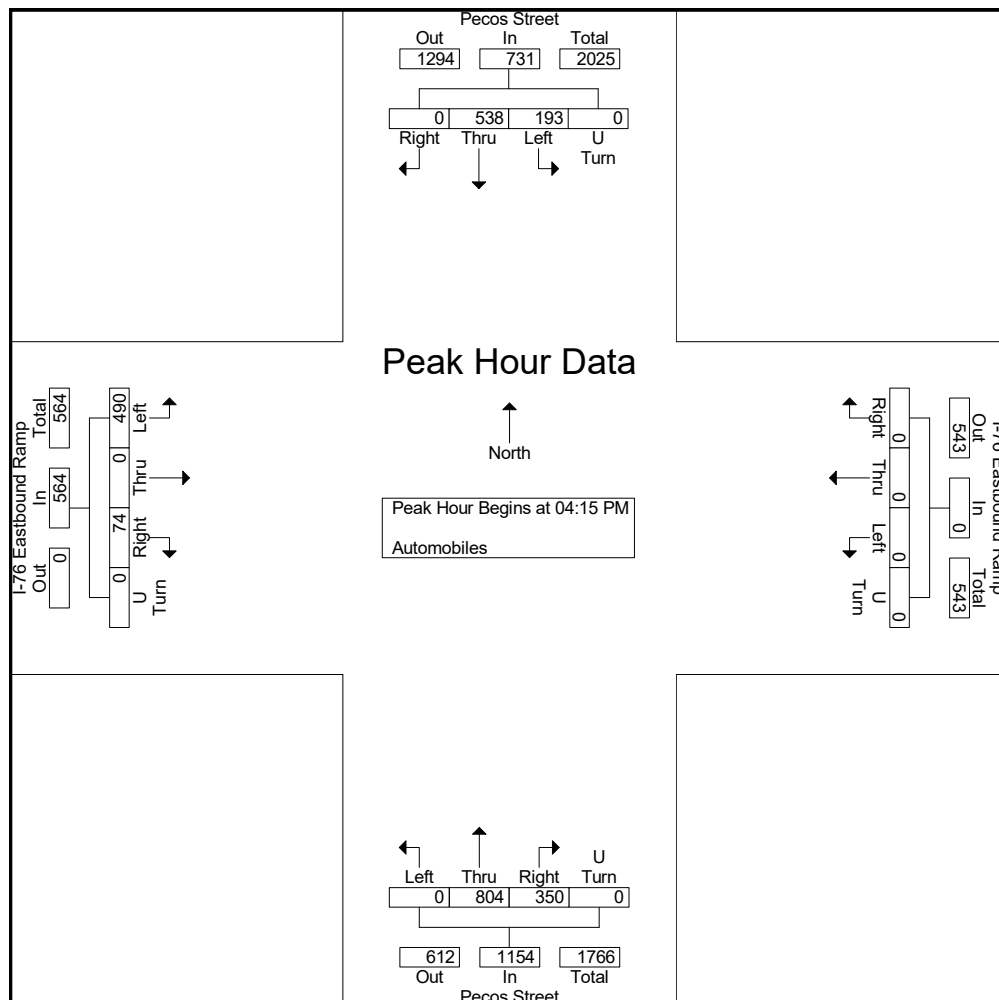 Pecos Street
Out In Total
1294 731 2025
0 538 193 0
Right Thru Left U Turn
Peak Hour Data
North
Peak Hour Begins at 04:15 PM
Automobiles
I-76 Eastbound Ramp
Out In Total
0 564 564
490 0 74 0
Left Thru Right U Turn
I-76 Eastbound Ramp
Out In Total
543 0 543
0 0 0 0
Right Thru Left U Turn
Left Thru Right U Turn
0 804 350 0
612 1154 1766
Out In Total
Pecos Street